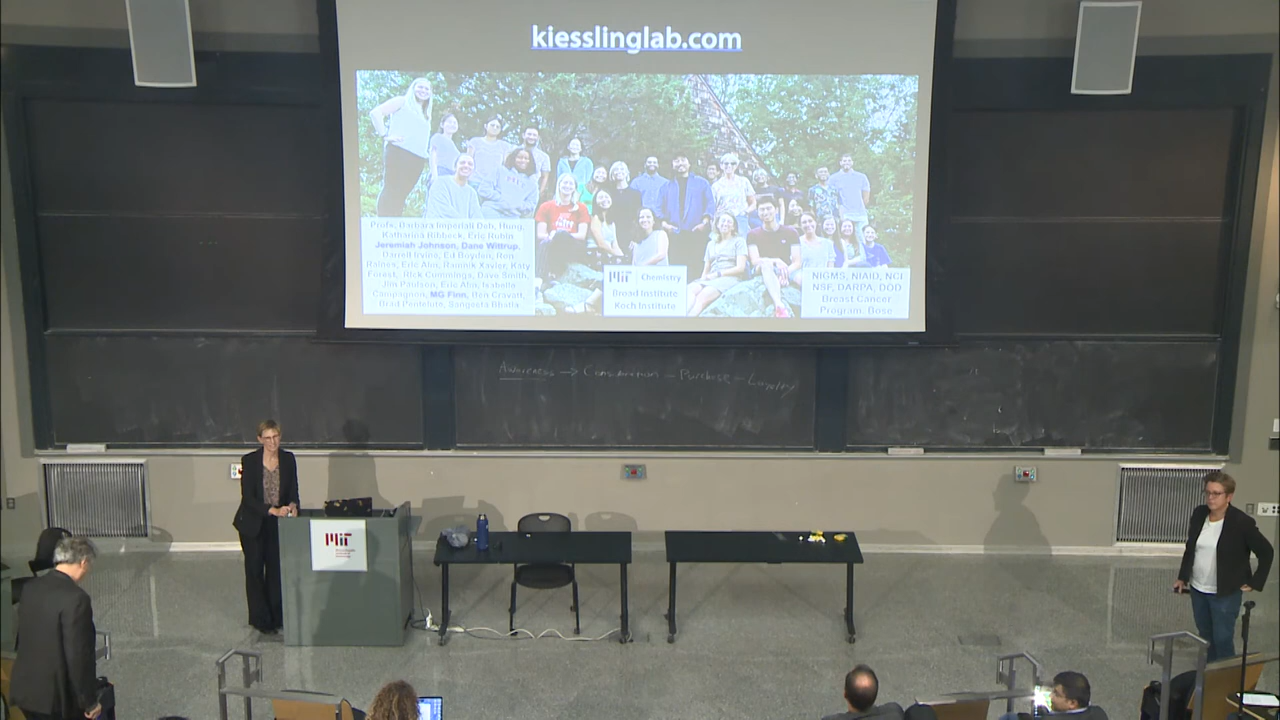 kiesslinglab.com
Profs. Barbara Imperiali Deb, Hung,
Katharina Ribbeck, Eric Rubin
Jeremiah Johnson, Dane Wittrup,
Darrell Irvine, Ed Boyden, Ron
Raines, Eric Alm, Ramnik Xavier, Katy
Forest, Rick Cummings, Dave Smith,
Jim Paulson, Eric Alm, Isabelle
Campagnon, MG Finn, Ben Cravatt,
Brad Pentelute, Sangeeta Bhatia
MIT Chemistry
Broad Institute
Koch Institute
NIGMS, NIAID, NCI
NSF, DARPA, DOD
Breast Cancer
Program, Bose
Awareness → Consideration – Purchase – Loyalty
MIT